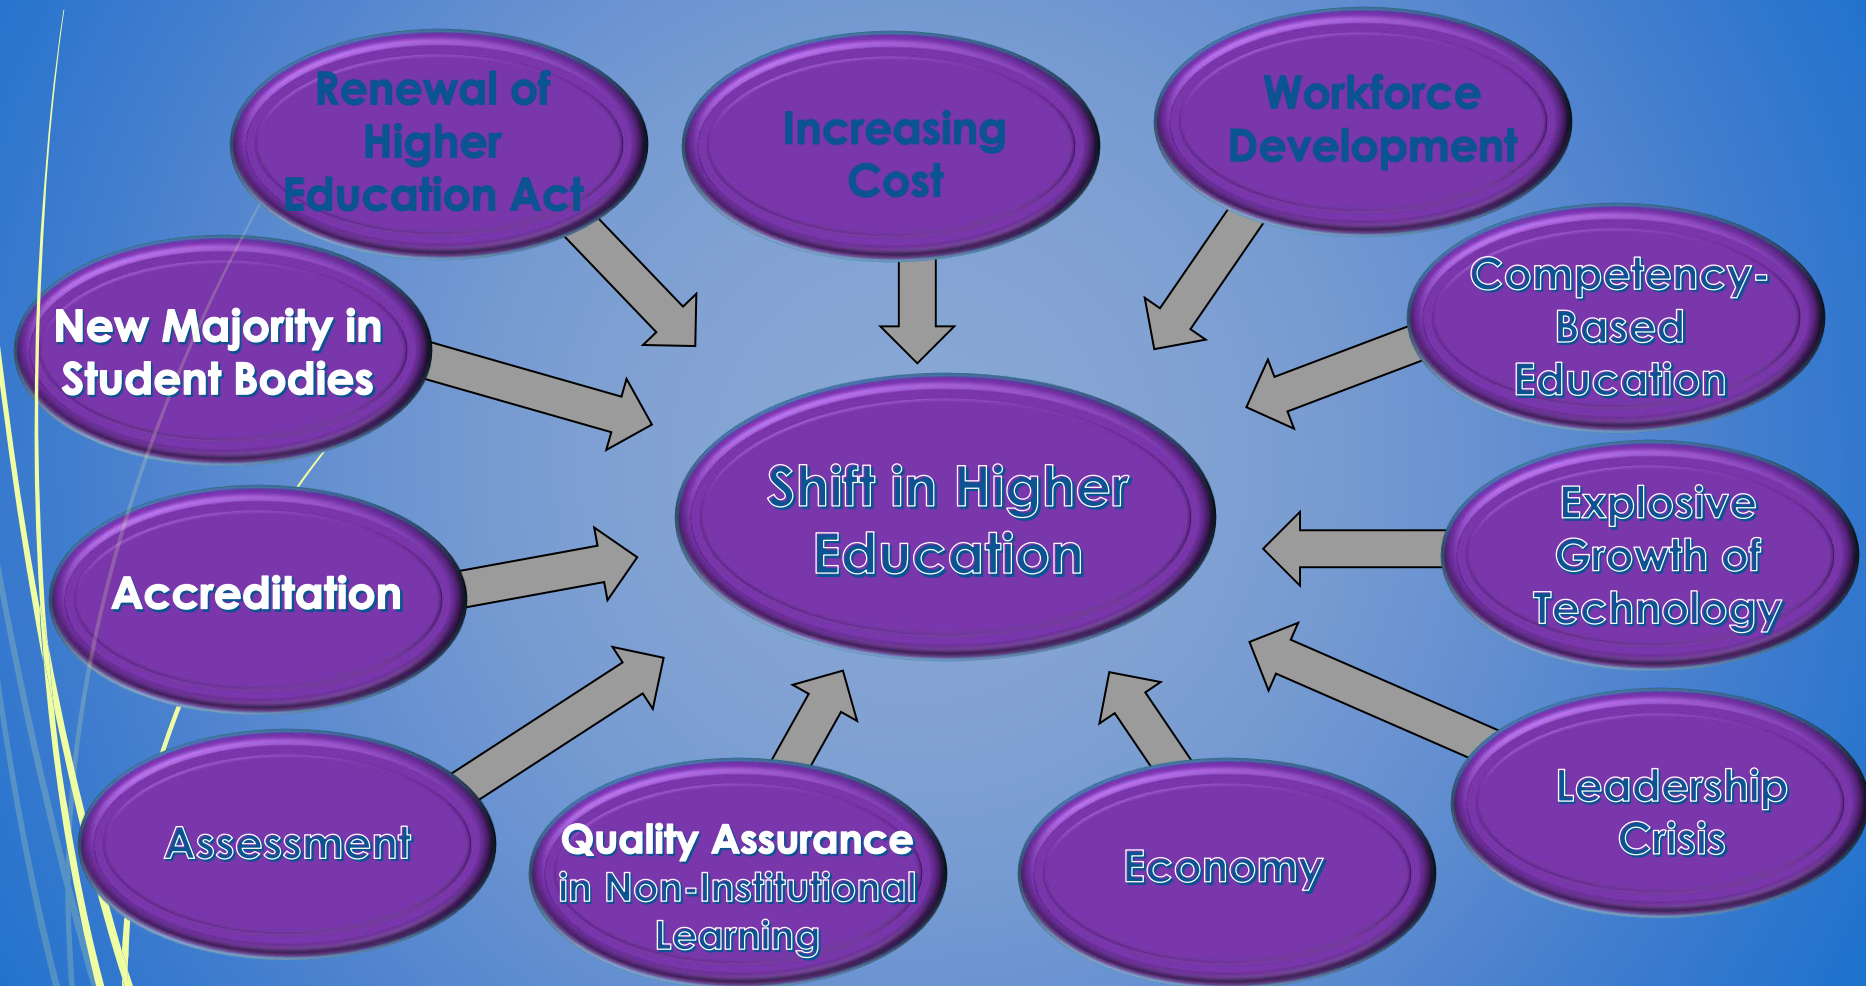 Renewal of
Higher
Education Act
Increasing
Cost
Workforce
Development
New Majority in
Student Bodies
Competency-
Based
Education
Shift in Higher
Education
Accreditation
Explosive
Growth of
Technology
Assessment
Quality Assurance
in Non-Institutional
Learning
Economy
Leadership
Crisis